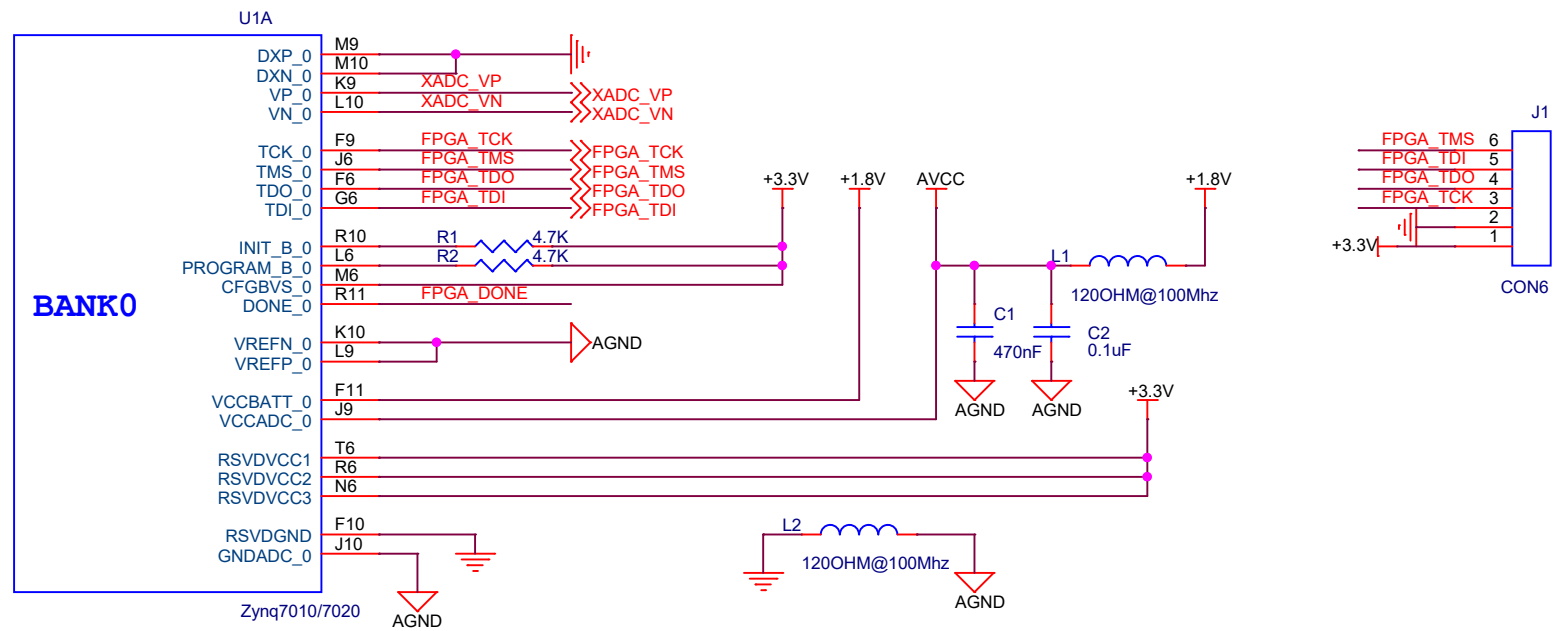 U1A
DXP_0 M9
DXN_0 M10
VP_0 K9 XADC_VP XADC_VP
VN_0 L10 XADC_VN XADC_VN
TCK_0 F9 FPGA_TCK FPGA_TCK
TMS_0 J6 FPGA_TMS FPGA_TMS
TDO_0 F6 FPGA_TDO FPGA_TDO
TDI_0 G6 FPGA_TDI FPGA_TDI
INIT_B_0 R10 R1 4.7K
PROGRAM_B_0 L6 R2 4.7K
CFGBVS_0 M6
DONE_0 R11 FPGA_DONE
BANK0
VREFN_0 K10 AGND
VREFP_0 L9
VCCBATT_0 F11
VCCADC_0 J9
RSVDVCC1 T6
RSVDVCC2 R6
RSVDVCC3 N6
RSVDGND F10
GNDADC_0 J10
AGND
Zynq7010/7020
+3.3V
+1.8V
AVCC
+1.8V
L1
120OHM@100Mhz
C1
470nF
C2
0.1uF
AGND
AGND
+3.3V
L2
120OHM@100Mhz
AGND
J1
FPGA_TMS 6
FPGA_TDI 5
FPGA_TDO 4
FPGA_TCK 3
2
+3.3V 1
CON6